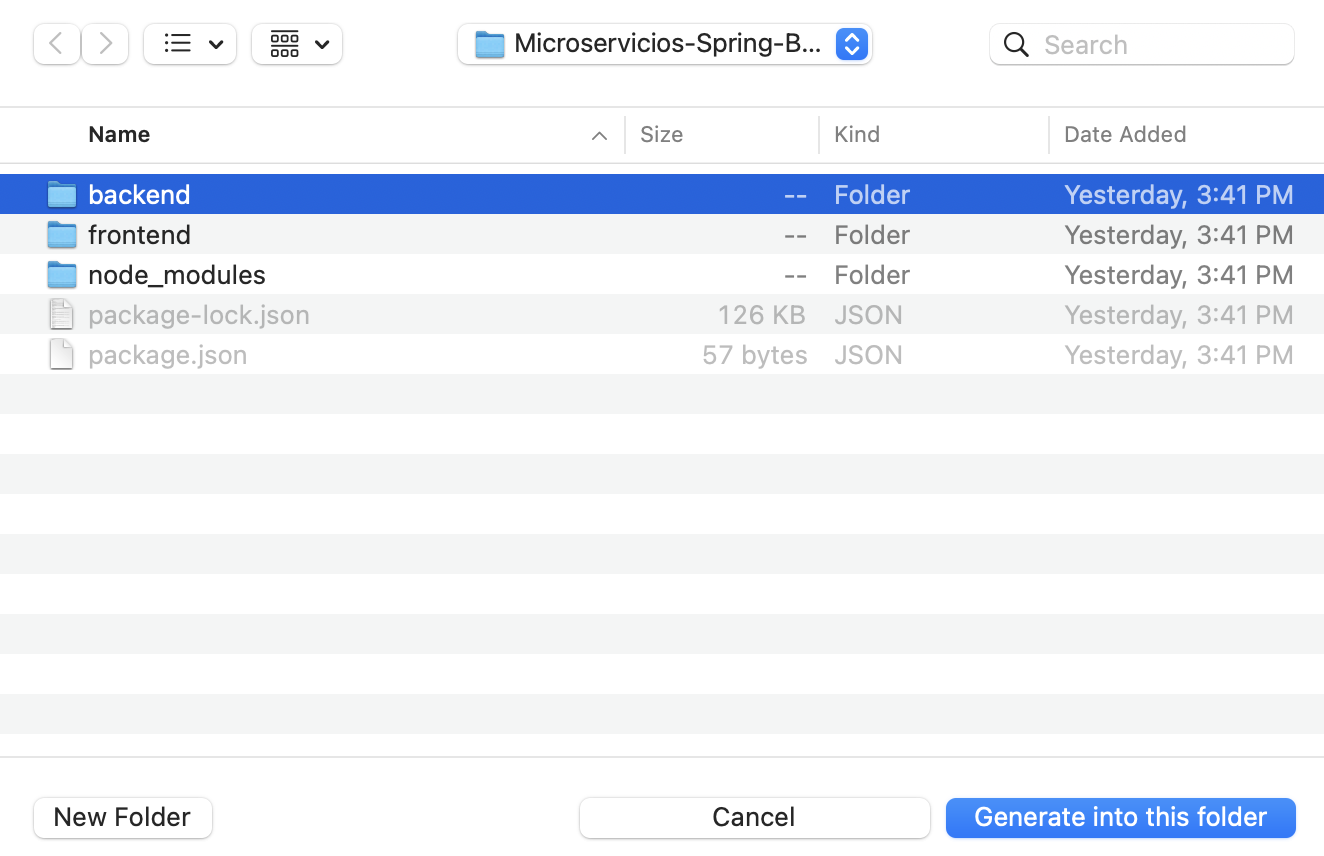 Microservicios-Spring-B... Search
Name Size Kind Date Added
backend -- Folder Yesterday, 3:41 PM
frontend -- Folder Yesterday, 3:41 PM
node_modules -- Folder Yesterday, 3:41 PM
package-lock.json 126 KB JSON Yesterday, 3:41 PM
package.json 57 bytes JSON Yesterday, 3:41 PM
New Folder Cancel Generate into this folder